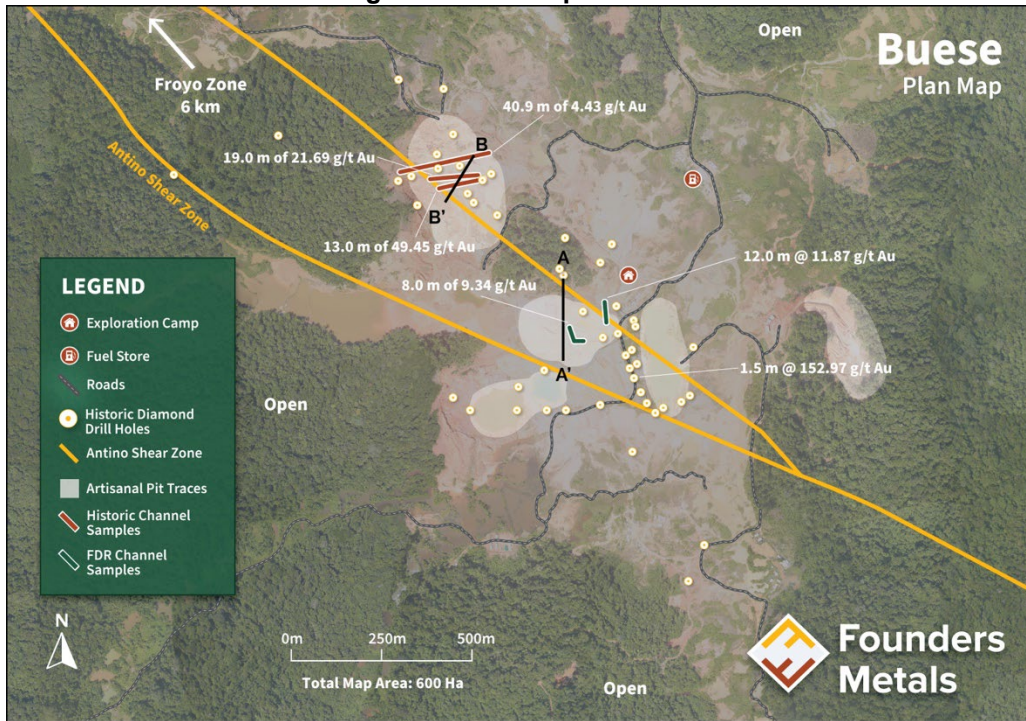 Buese
Plan Map
Open
Froyo Zone
6 km
40.9 m of 4.43 g/t Au
B
19.0 m of 21.69 g/t Au
Antino Shear Zone
B'
13.0 m of 49.45 g/t Au
A
12.0 m @ 11.87 g/t Au
8.0 m of 9.34 g/t Au
A'
1.5 m @ 152.97 g/t Au
Open
LEGEND
Exploration Camp
Fuel Store
Roads
Historic Diamond
Drill Holes
Antino Shear Zone
Artisanal Pit Traces
Historic Channel
Samples
FDR Channel
Samples
N
0m 250m 500m
Total Map Area: 600 Ha
Open
Founders
Metals